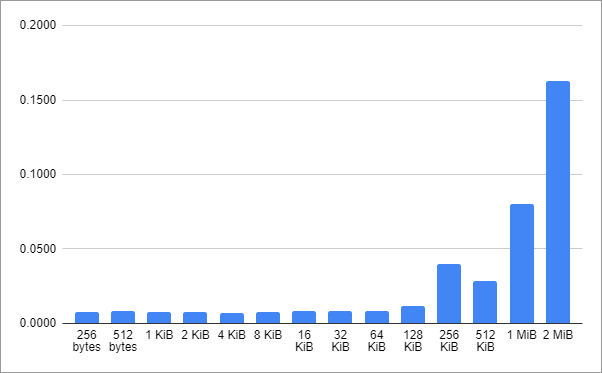 0.2000
0.1500
0.1000
0.0500
0.0000
256 bytes
512 bytes
1 KiB
2 KiB
4 KiB
8 KiB
16 KiB
32 KiB
64 KiB
128 KiB
256 KiB
512 KiB
1 MiB
2 MiB